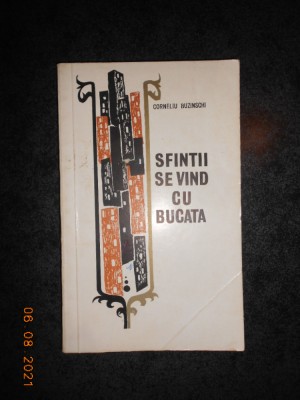 CORNELIU BUZINSCHI
SFINTII
SE VIND
CU
BUCATA
06.08.2021